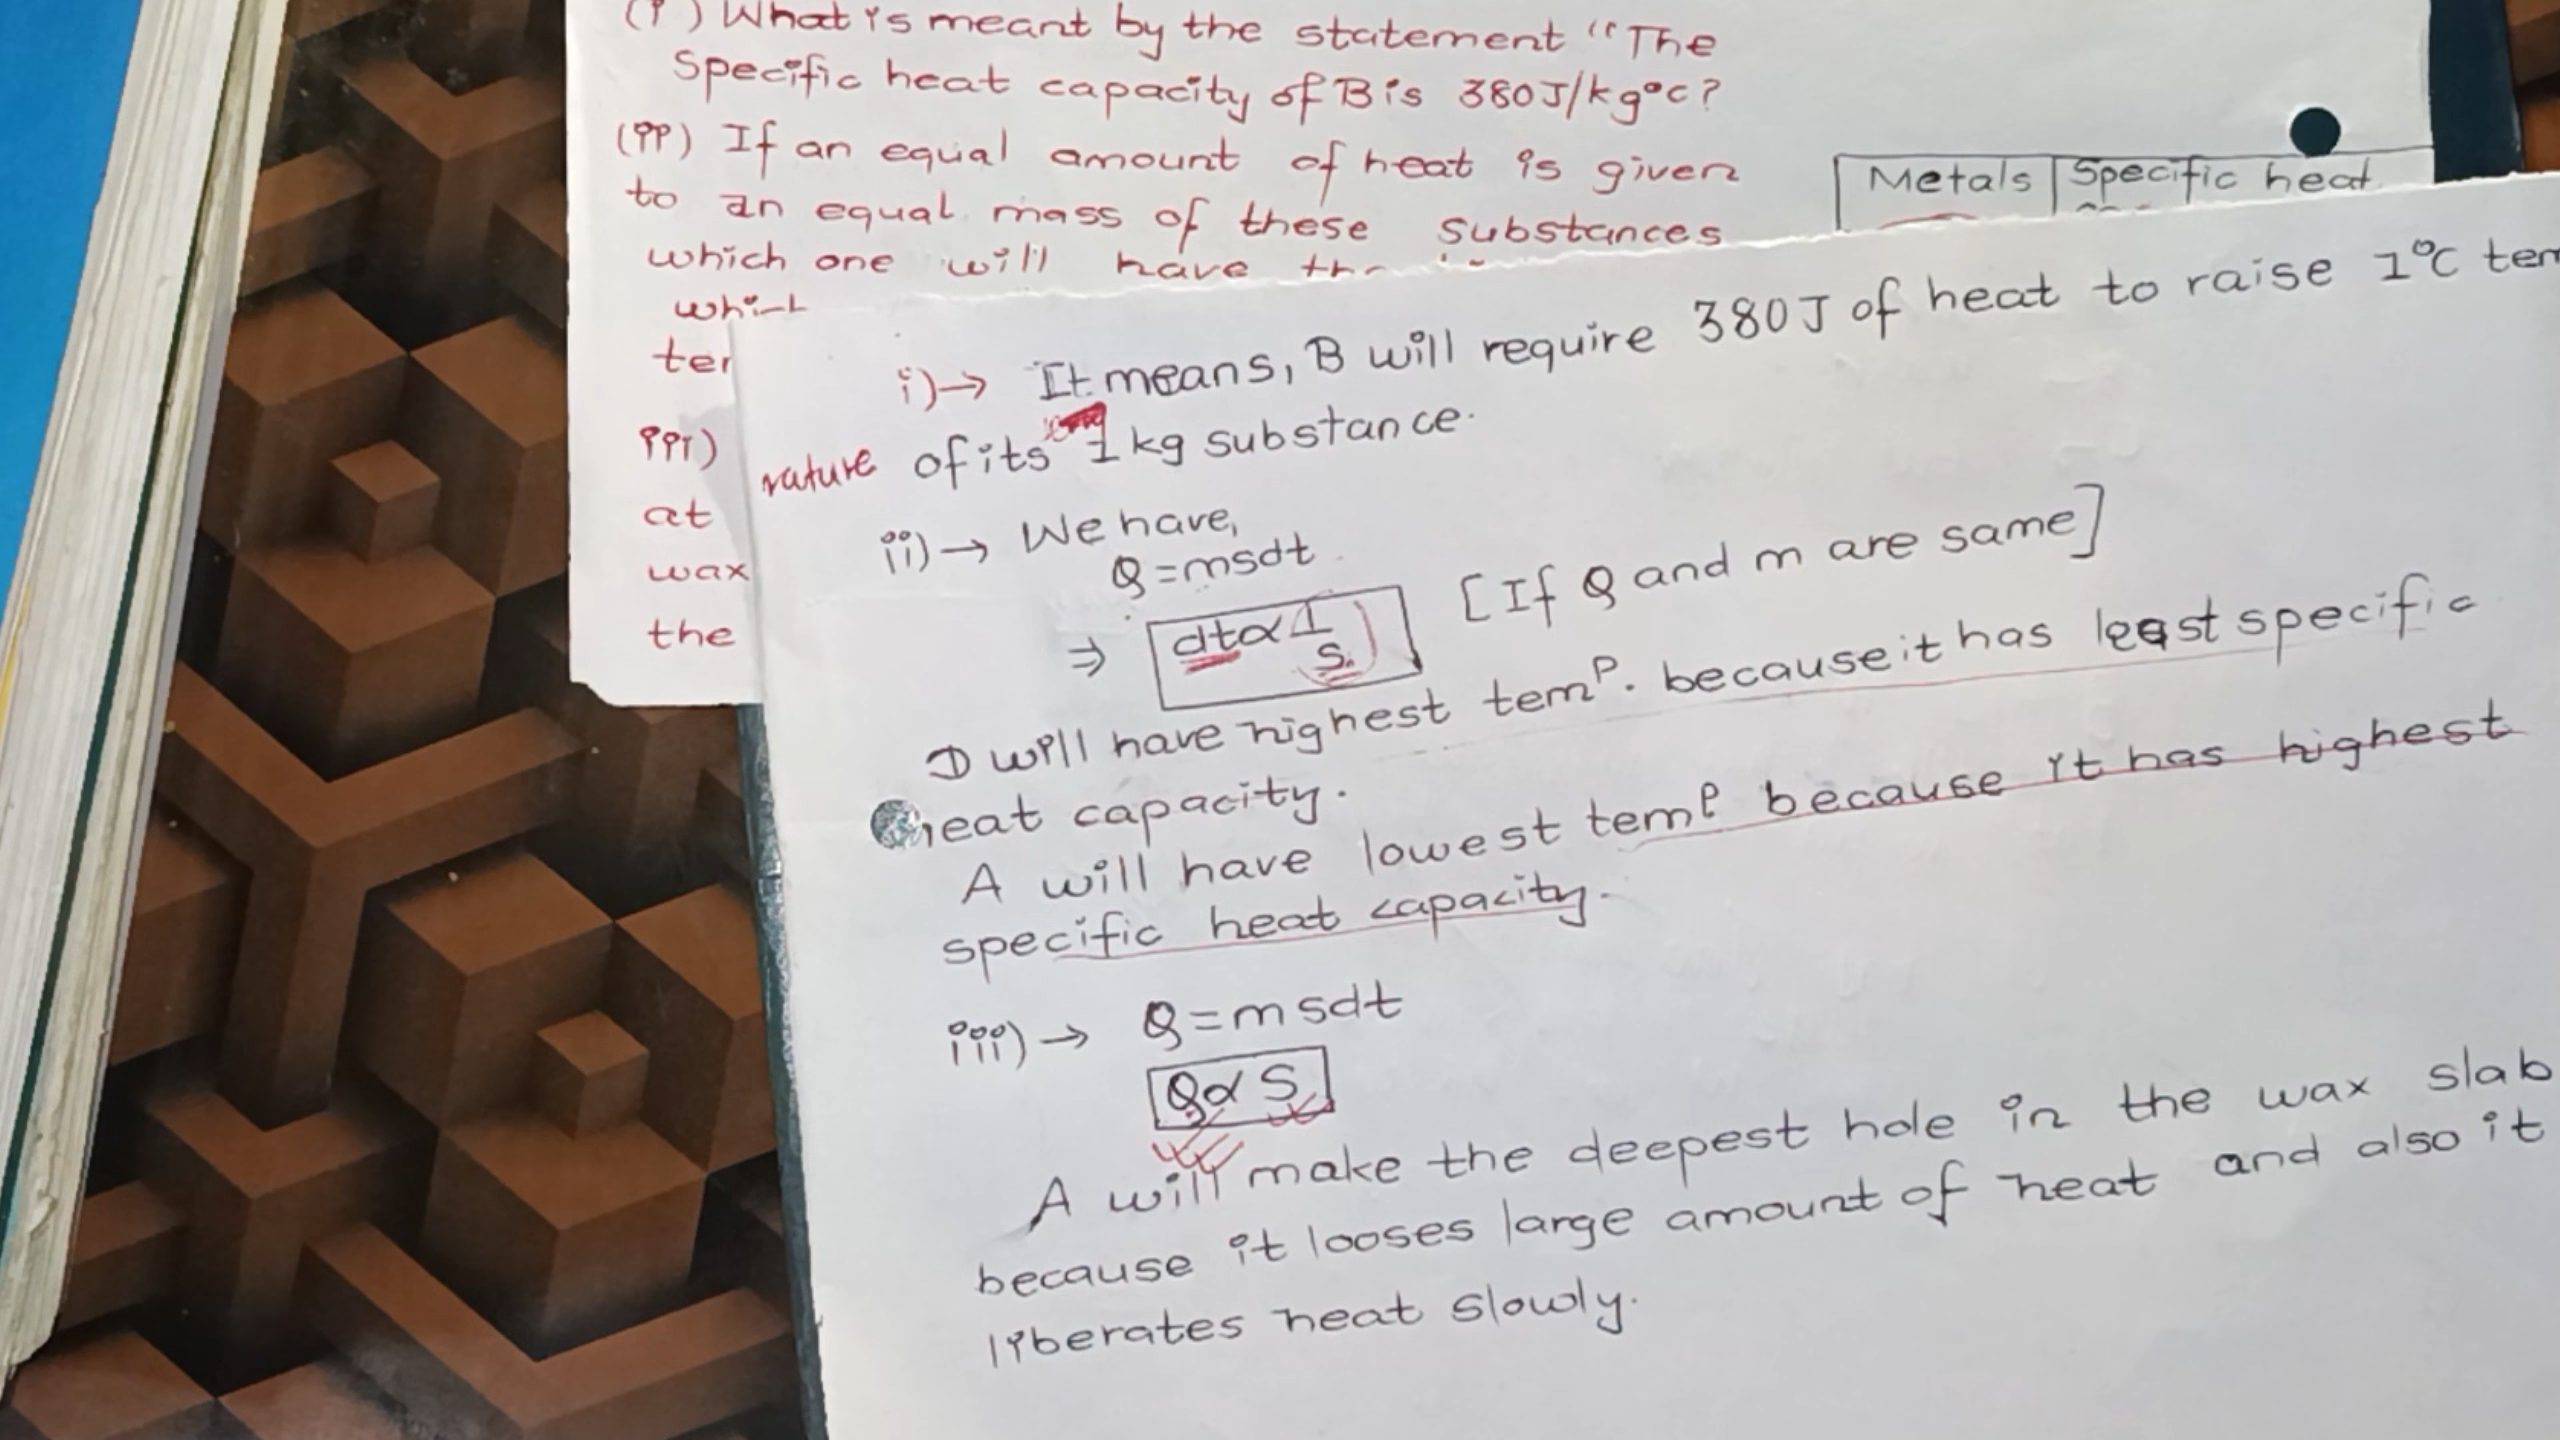 (i) What is meant by the statement "The
Specific heat capacity of B is 380J/kg°C?
(ii) If an equal amount of heat is given
to an equal mass of these substances
which one will have
ter
iii)
at
wax
the
Metals Specific heat
i)→ It means, B will require 380J of heat to raise 1°C tem
rature of its 1kg substance.
ii)→ We have,
Q=msdt
⇒ dt∝1/s. [If Q and m are same]
D will have highest temp. because it has least specific
heat capacity.
A will have lowest temp because it has highest
specific heat capacity.
iii)→ Q=msdt
Q∝S
A will make the deepest hole in the wax slab
because it looses large amount of heat and also it
liberates heat slowly.